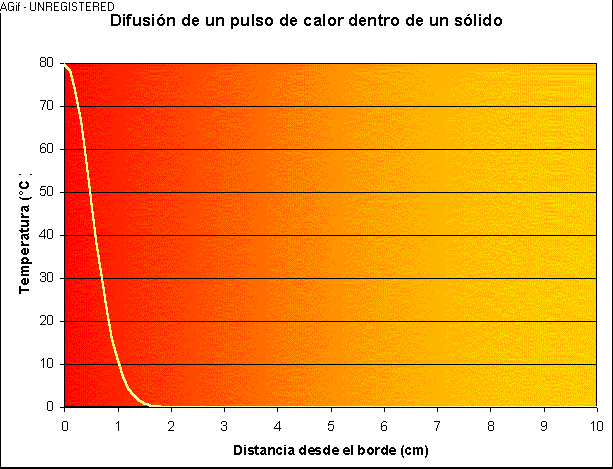 AGif - UNREGISTERED
Difusión de un pulso de calor dentro de un sólido
80
70
60
50
40
30
20
10
0
Temperatura (°C)
0 1 2 3 4 5 6 7 8 9 10
Distancia desde el borde (cm)